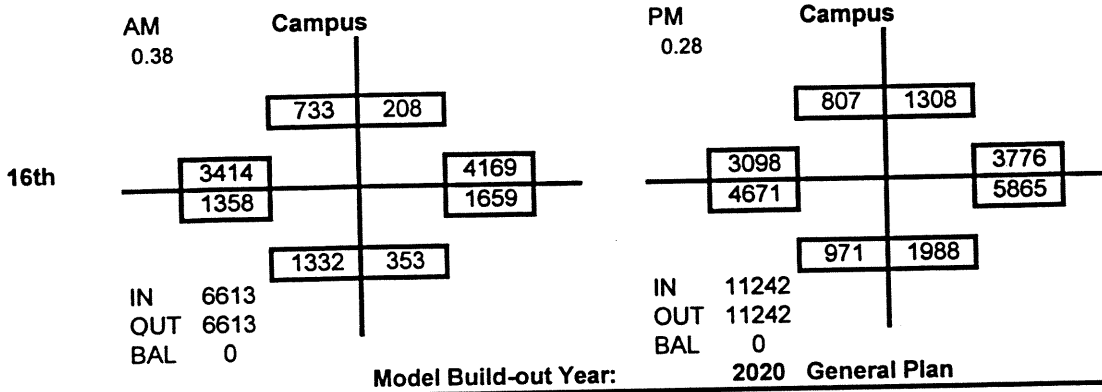 AM Campus PM Campus
0.38 0.28
733 208 807 1308
16th 3414 4169 3098 3776
1358 1659 4671 5865
1332 353 971 1988
IN 6613 IN 11242
OUT 6613 OUT 11242
BAL 0 BAL 0
Model Build-out Year: 2020 General Plan